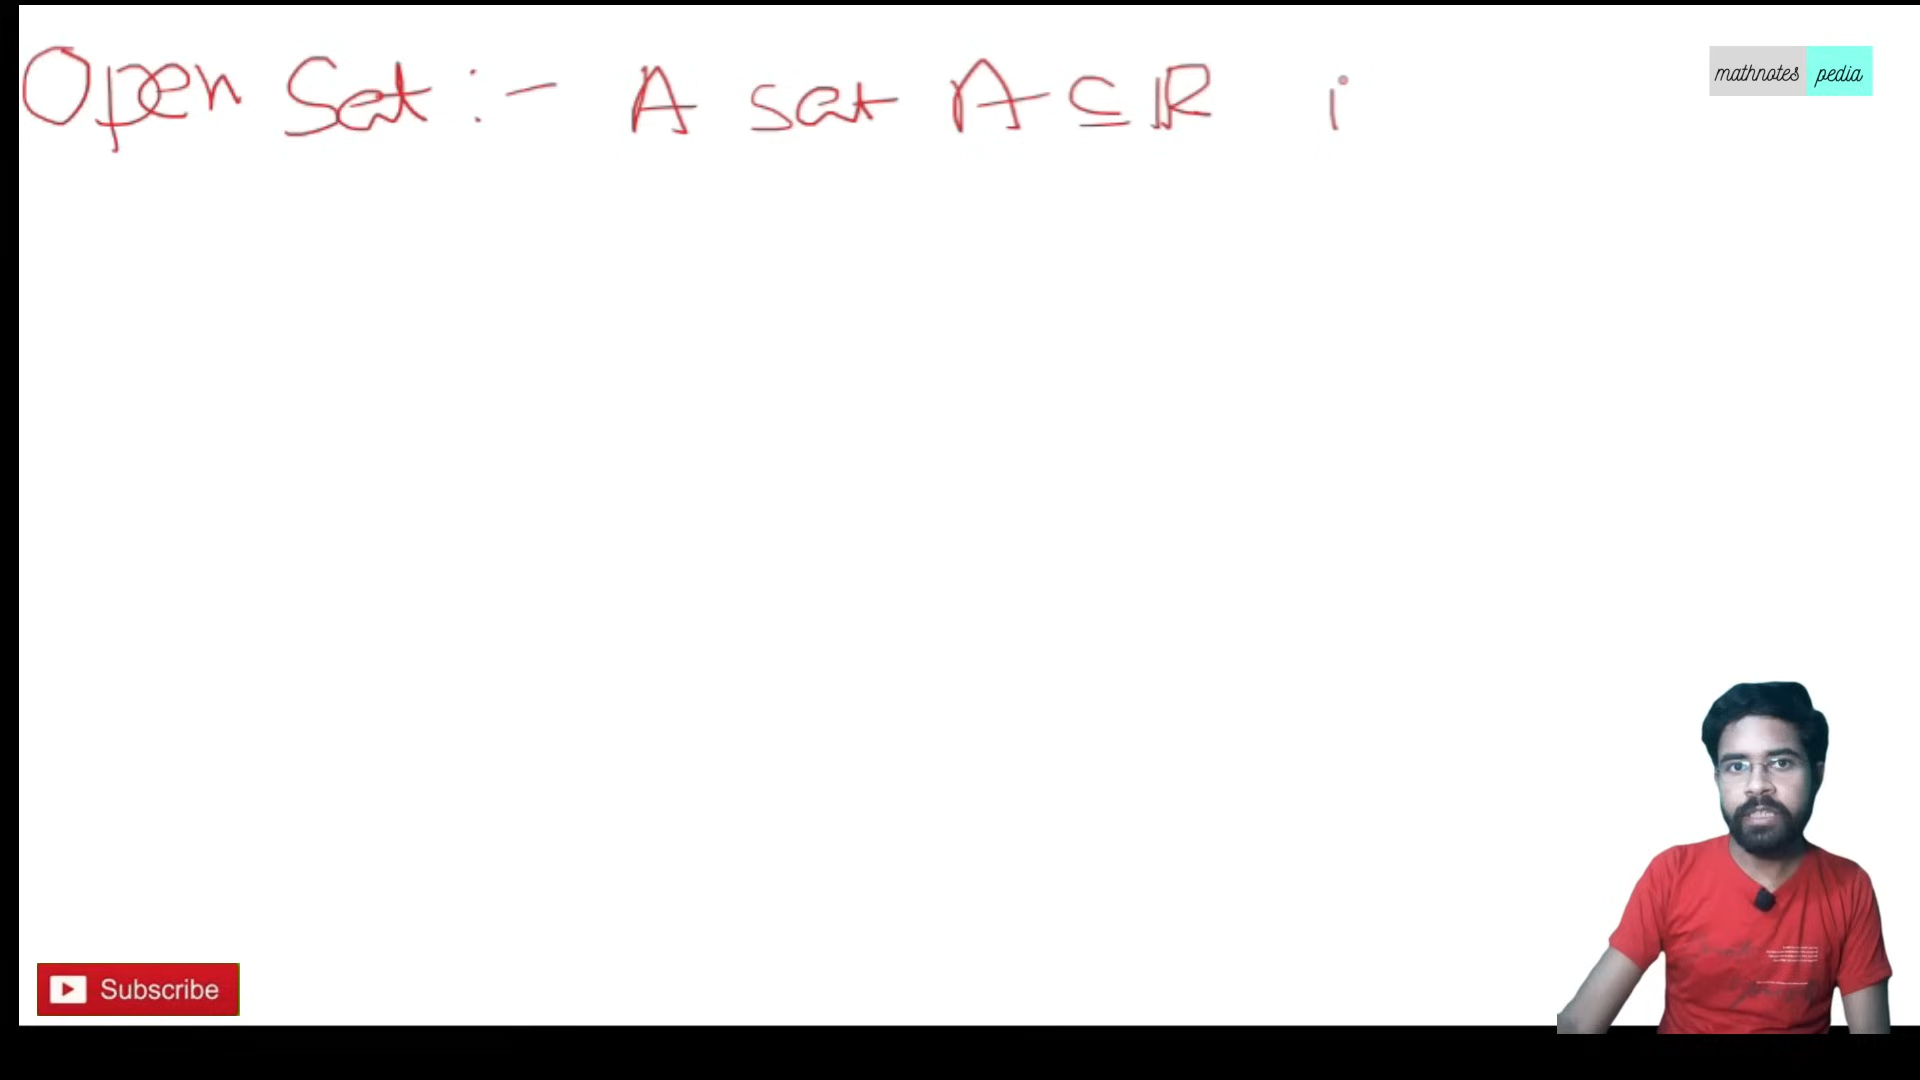 Open Set :- A set A ⊆ ℝ i
mathnotes pedia
Subscribe